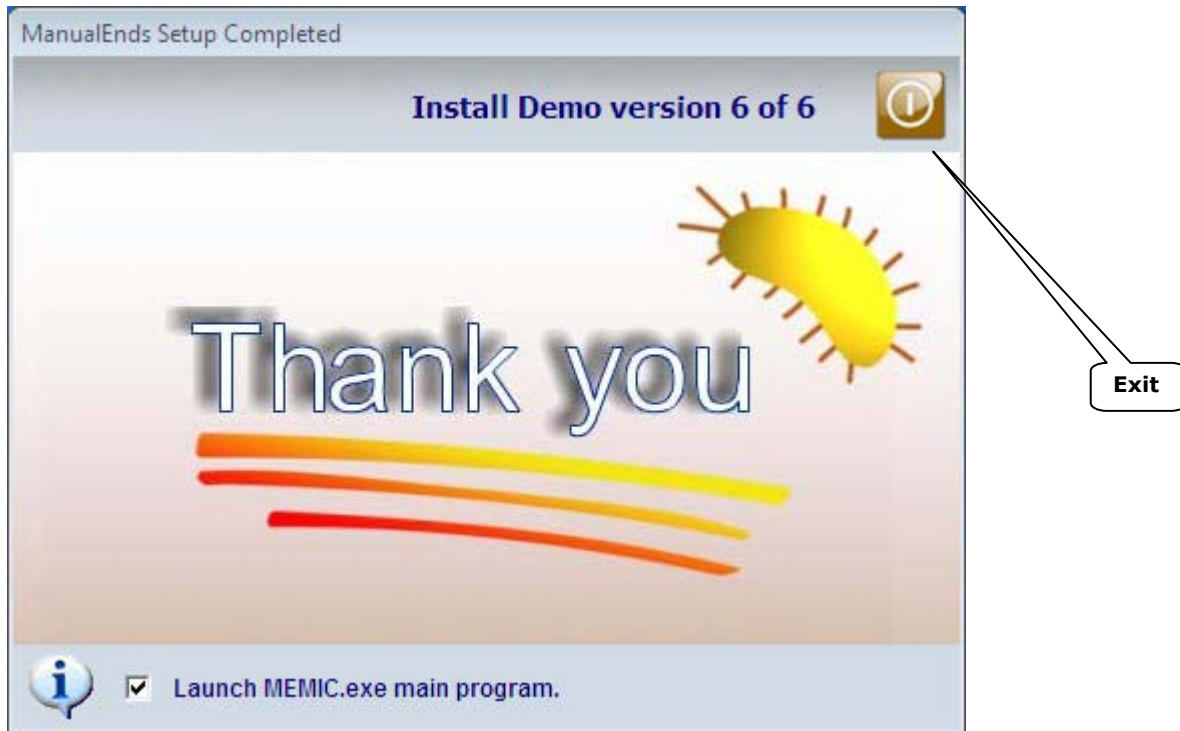 ManualEnds Setup Completed
Install Demo version 6 of 6
Thank you
Exit
Launch MEMIC.exe main program.